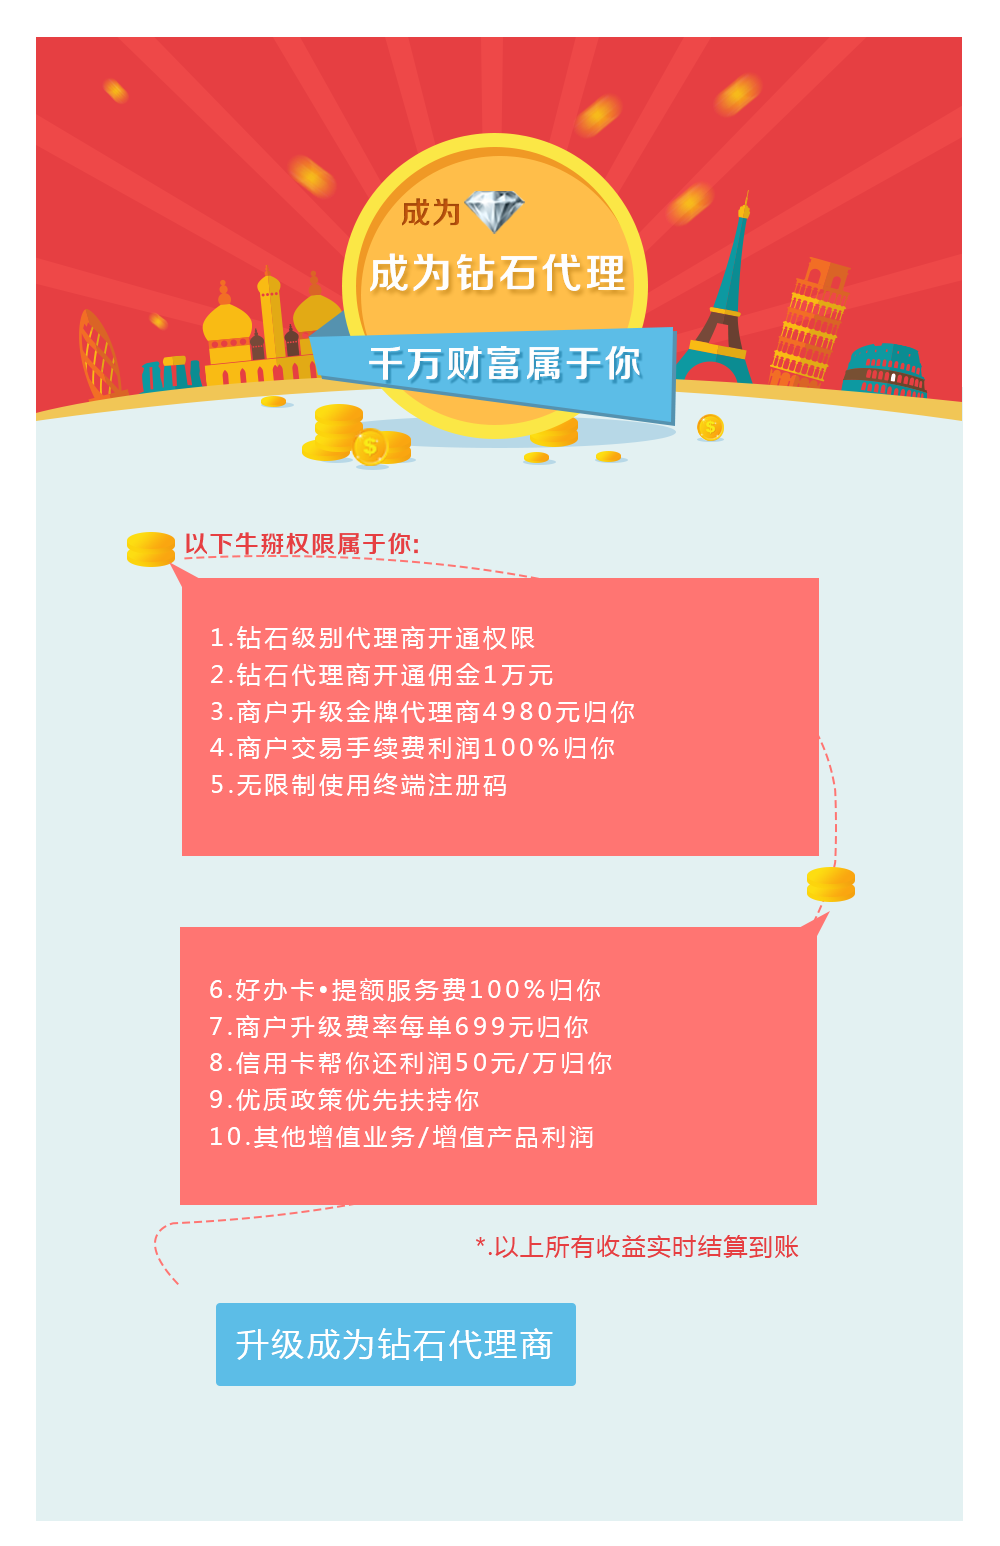 成为
成为钻石代理
千万财富属于你
$
$
以下牛掰权限属于你:
1.钻石级别代理商开通权限
2.钻石代理商开通佣金1万元
3.商户升级金牌代理商4980元归你
4.商户交易手续费利润100%归你
5.无限制使用终端注册码
6.好办卡•提额服务费100%归你
7.商户升级费率每单699元归你
8.信用卡帮你还利润50元/万归你
9.优质政策优先扶持你
10.其他增值业务/增值产品利润
*.以上所有收益实时结算到账
升级成为钻石代理商